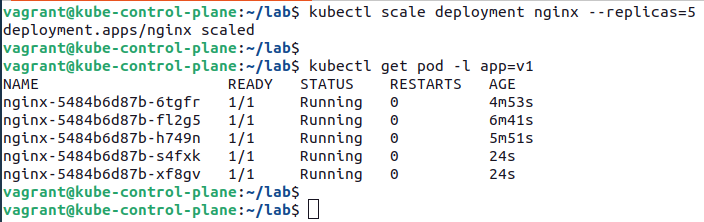 vagrant@kube-control-plane:~/lab$ kubectl scale deployment nginx --replicas=5
deployment.apps/nginx scaled
vagrant@kube-control-plane:~/lab$
vagrant@kube-control-plane:~/lab$ kubectl get pod -l app=v1
NAME                     READY   STATUS    RESTARTS   AGE
nginx-5484b6d87b-6tgfr   1/1     Running   0          4m53s
nginx-5484b6d87b-fl2g5   1/1     Running   0          6m41s
nginx-5484b6d87b-h749n   1/1     Running   0          5m51s
nginx-5484b6d87b-s4fxk   1/1     Running   0          24s
nginx-5484b6d87b-xf8gv   1/1     Running   0          24s
vagrant@kube-control-plane:~/lab$
vagrant@kube-control-plane:~/lab$